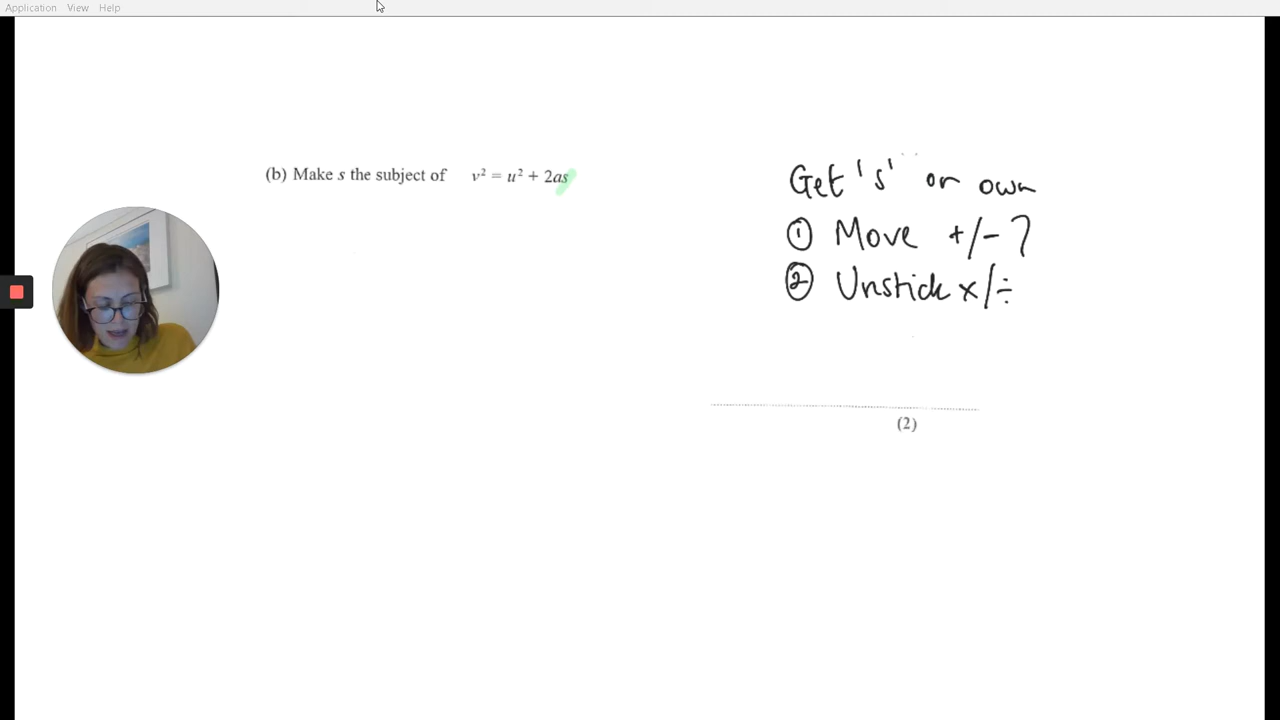 Application View Help
(b) Make s the subject of v² = u² + 2as
Get 's' on own
① Move +/- ?
② Unstick ×/÷
(2)